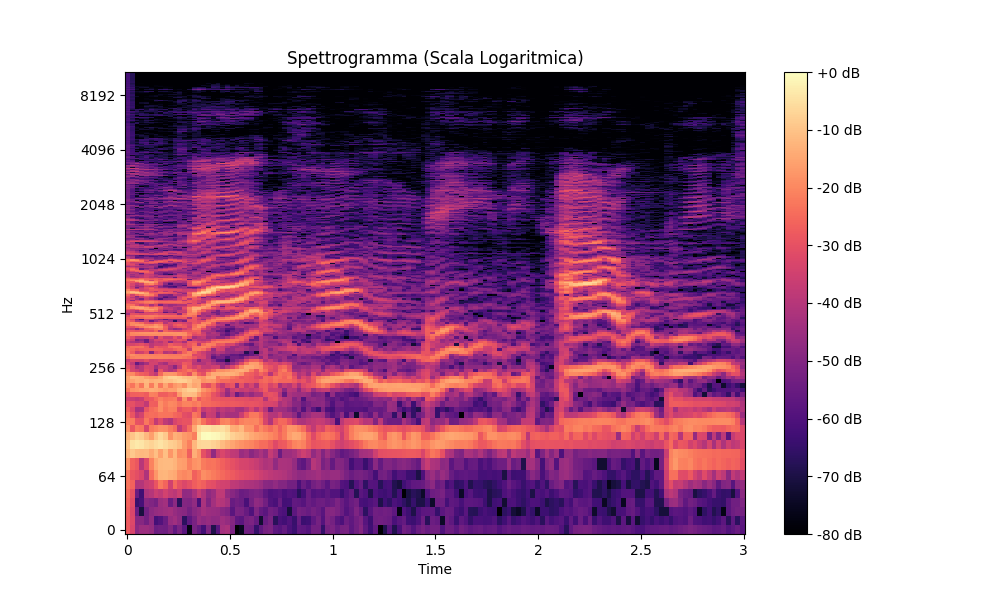 Spettrogramma (Scala Logaritmica)
Hz
8192
4096
2048
1024
512
256
128
64
0
0
0.5
1
1.5
2
2.5
3
Time
+0 dB
-10 dB
-20 dB
-30 dB
-40 dB
-50 dB
-60 dB
-70 dB
-80 dB